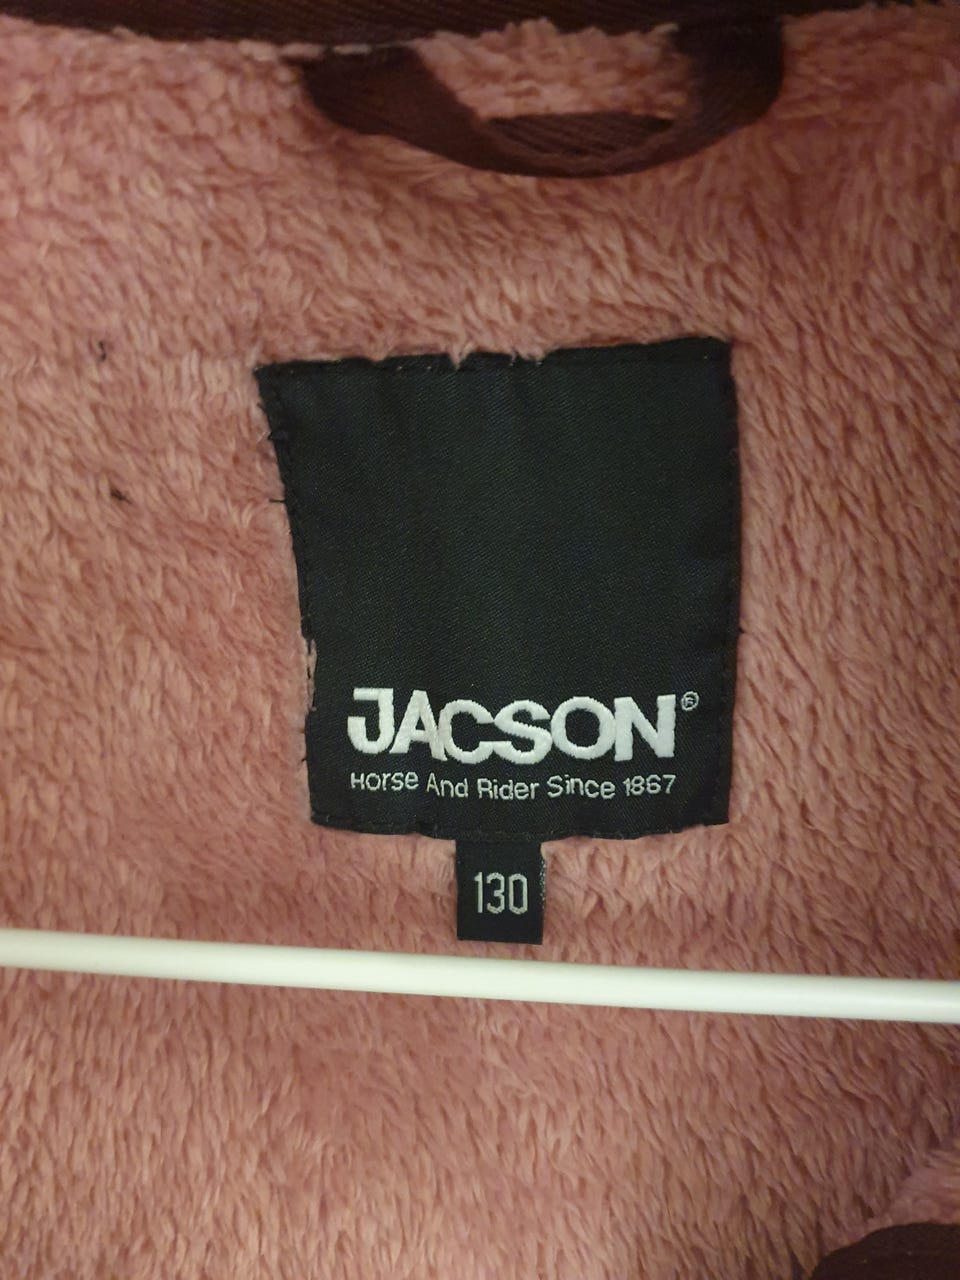 JACSON®
Horse And Rider Since 1867
130